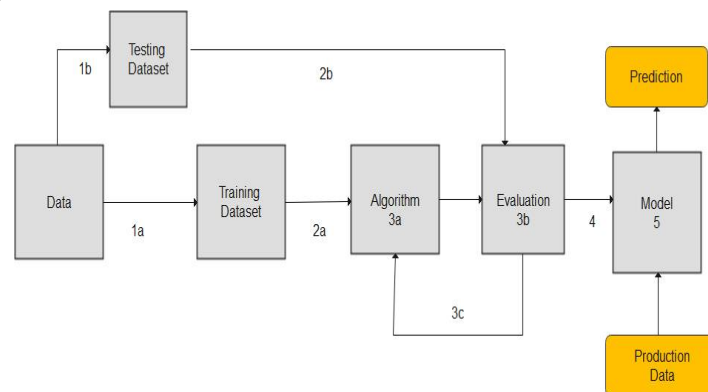 Testing
Dataset
1b
2b
Prediction
Data
1a
Training
Dataset
2a
Algorithm
3a
Evaluation
3b
4
Model
5
3c
Production
Data